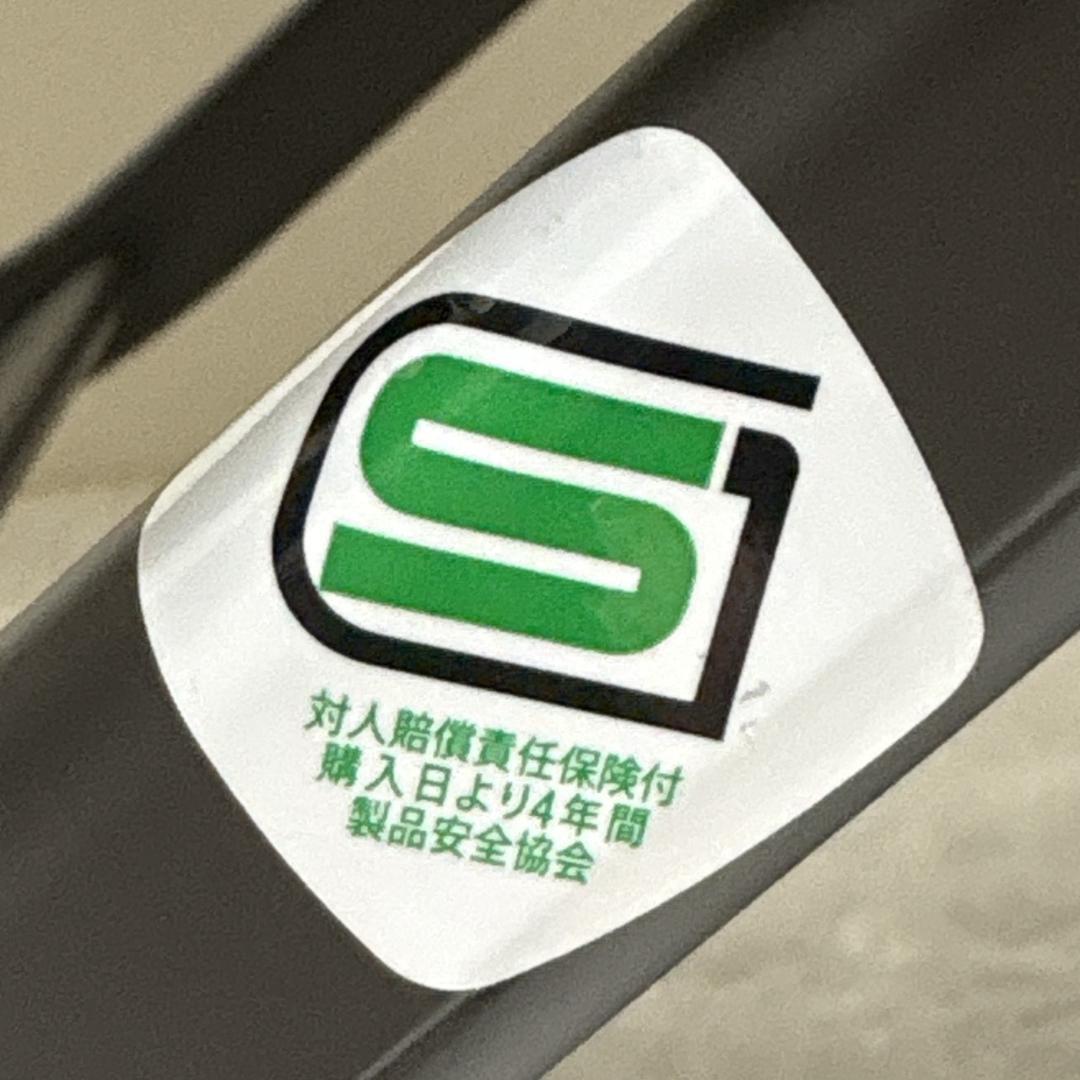 SG
対人賠償責任保険付
購入日より4年間
製品安全協会